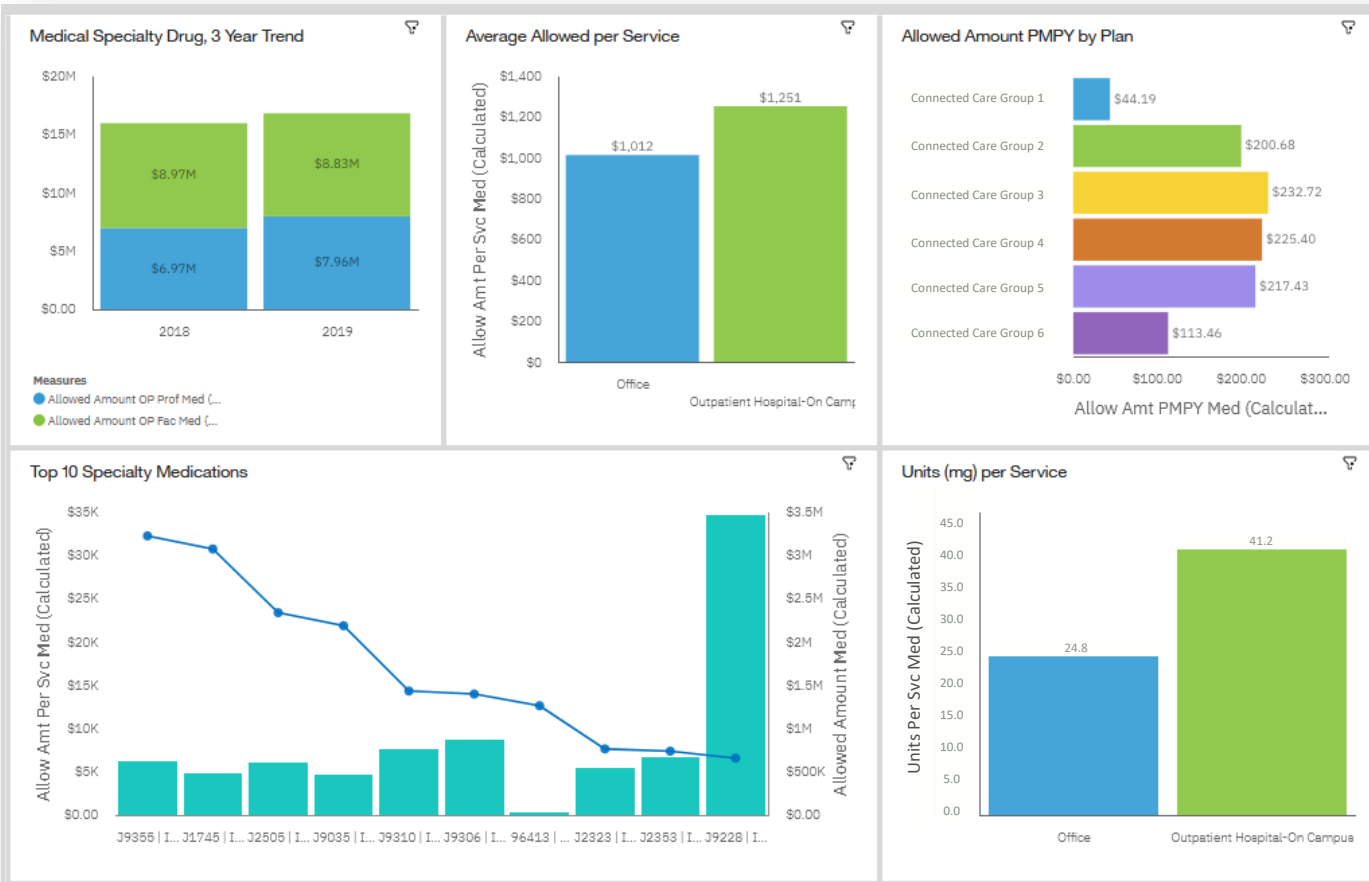 Medical Specialty Drug, 3 Year Trend
$20M
$15M
$10M
$5M
$0.00
$8.97M
$6.97M
$8.83M
$7.96M
2018
2019
Measures
Allowed Amount OP Prof Med (...
Allowed Amount OP Fac Med (...
Average Allowed per Service
Allow Amt Per Svc Med (Calculated)
$1,400
$1,200
$1,000
$800
$600
$400
$200
$0
$1,012
$1,251
Office
Outpatient Hospital-On Camp
Allowed Amount PMPY by Plan
Connected Care Group 1
$44.19
Connected Care Group 2
$200.68
Connected Care Group 3
$232.72
Connected Care Group 4
$225.40
Connected Care Group 5
$217.43
Connected Care Group 6
$113.46
$0.00
$100.00
$200.00
$300.00
Allow Amt PMPY Med (Calculat...
Top 10 Specialty Medications
Allow Amt Per Svc Med (Calculated)
$35K
$30K
$25K
$20K
$15K
$10K
$5K
$0.00
$3.5M
$3M
$2.5M
$2M
$1.5M
$1M
$500K
$0.00
Allowed Amount Med (Calculated)
J9355 | I...
J1745 | I...
J2505 | I...
J9035 | I...
J9310 | I...
J9306 | I...
96413 | ...
J2323 | I...
J2353 | I...
J9228 | I...
Units (mg) per Service
Units Per Svc Med (Calculated)
45.0
40.0
35.0
30.0
25.0
20.0
15.0
10.0
5.0
0.0
24.8
41.2
Office
Outpatient Hospital-On Campus